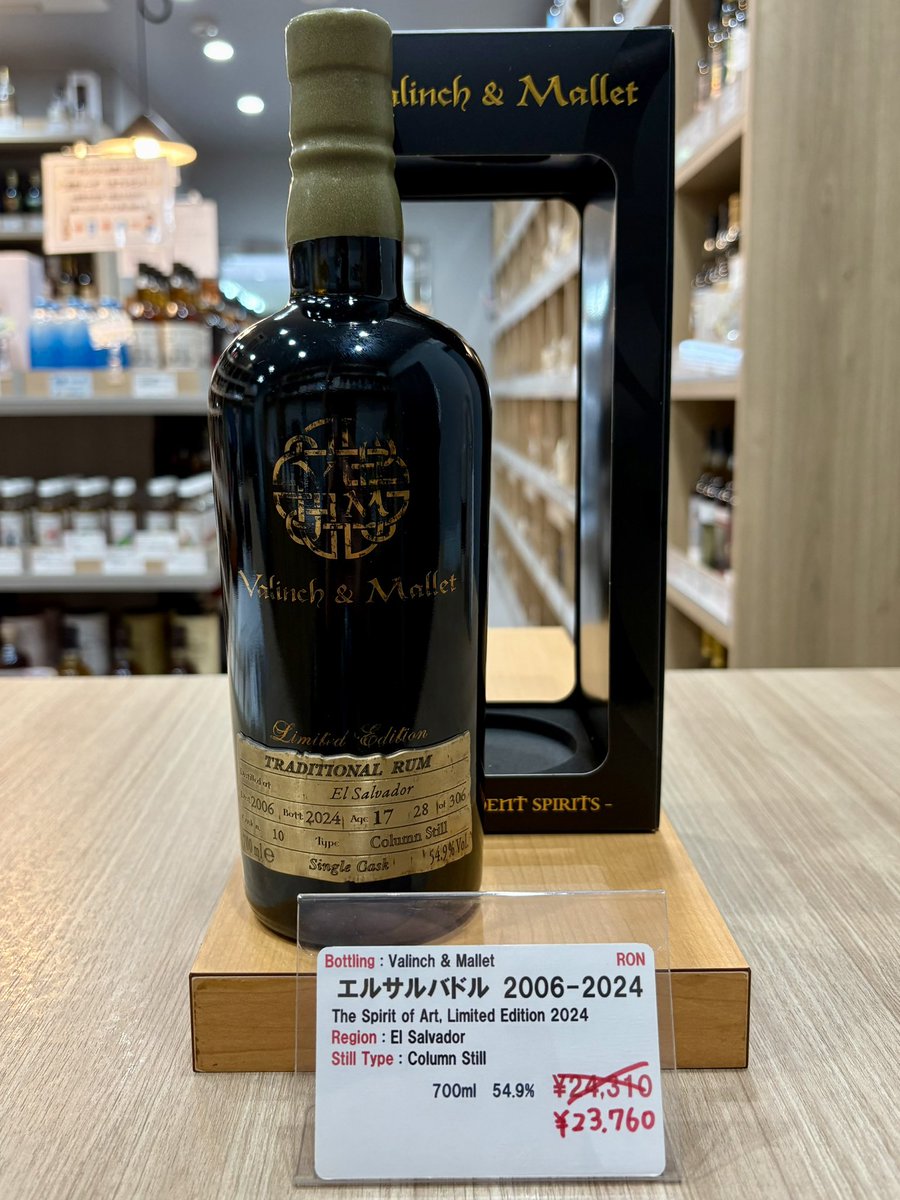 Valinch & Mallet
Valinch & Mallet
Limited Edition
TRADITIONAL RUM
Distilled at
El Salvador
2006 Bott 2024 Age 17 28 of 306
10 Type Column Still
Single Cask 54.9% Vol.
SPIRITS –
Bottling : Valinch & Mallet RON
エルサルバドル 2006-2024
The Spirit of Art, Limited Edition 2024
Region : El Salvador
Still Type : Column Still
700ml 54.9% ¥24,310
¥23,760